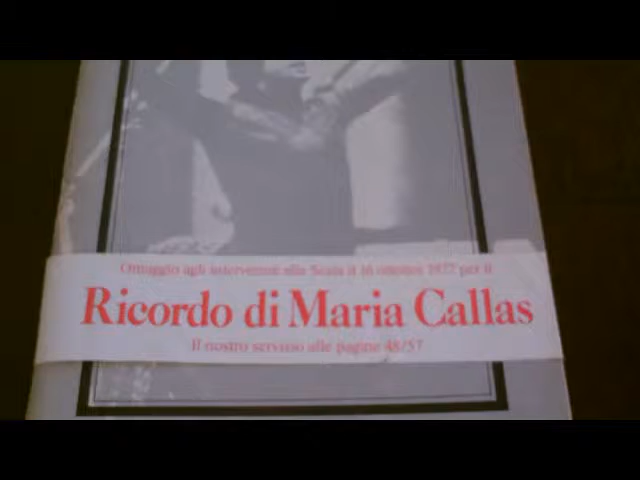 Omaggio agli intervenuti alla Scala il 16 ottobre 1977 per il
Ricordo di Maria Callas
Il nostro servizio alle pagine 48/57